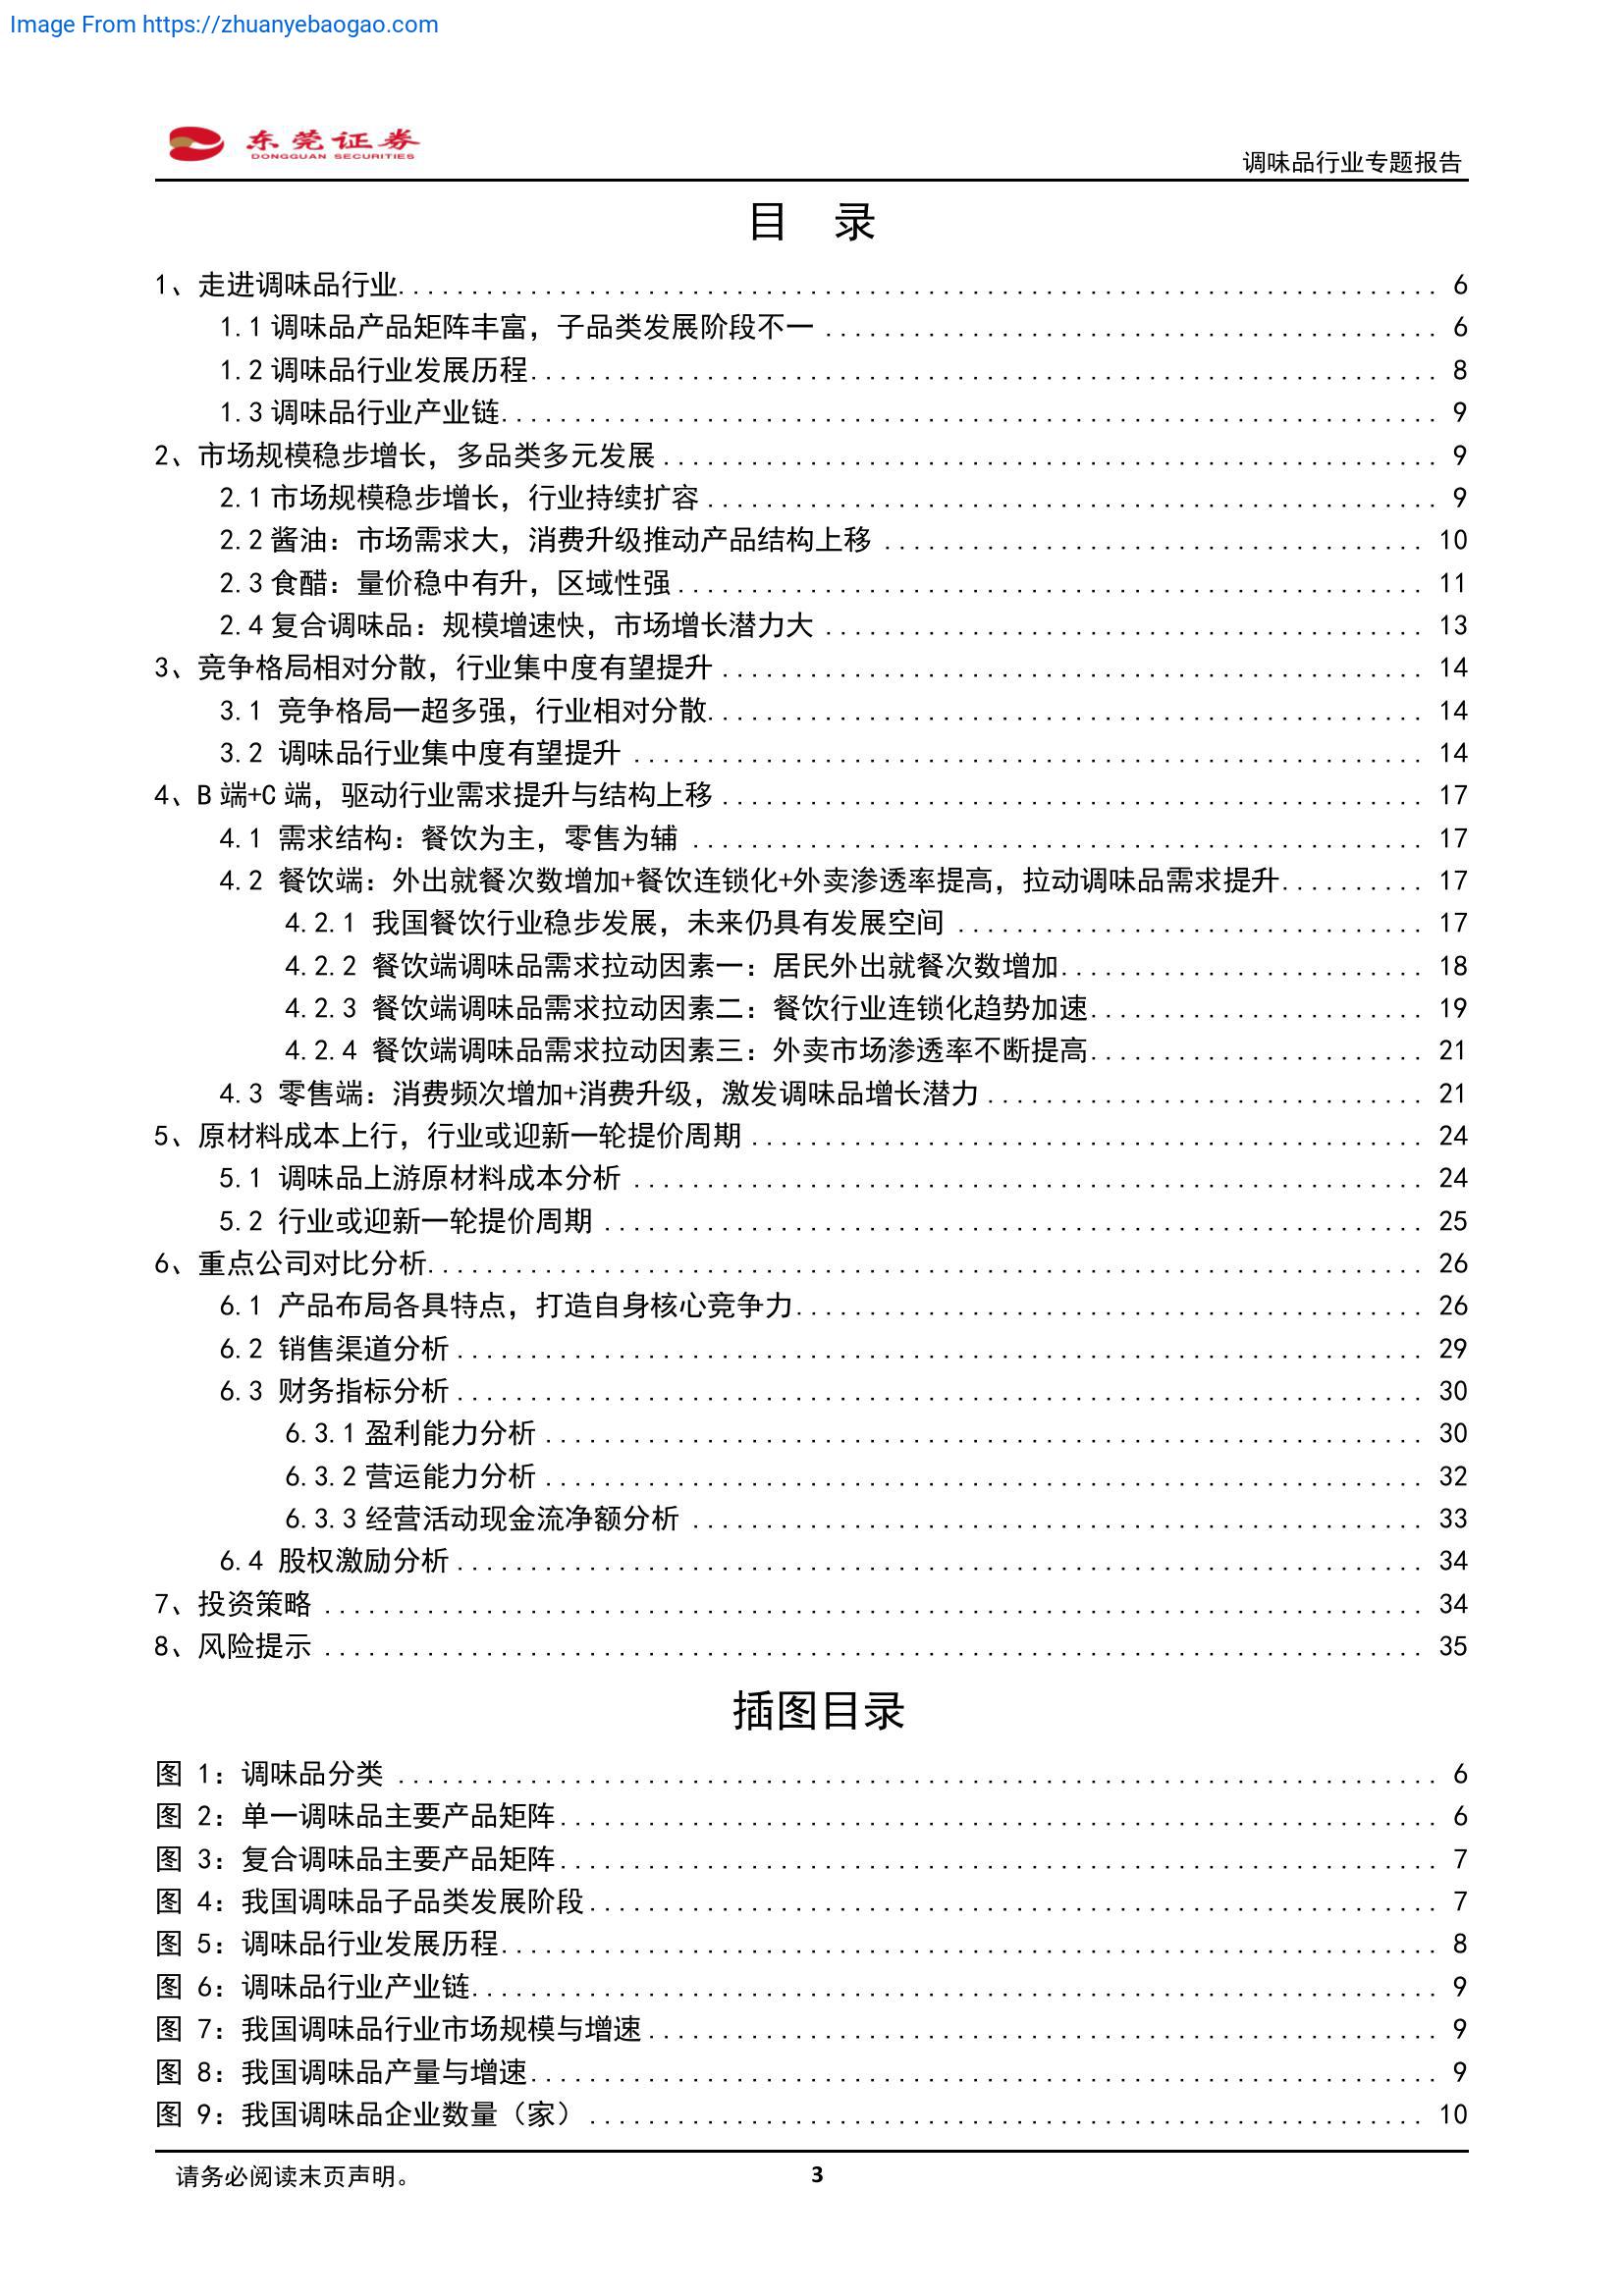 Image From https://zhuanyebaogao.com
东莞证券
DONGGUAN SECURITIES
调味品行业专题报告
目 录
1、走进调味品行业........................................ 6
1.1 调味品产品矩阵丰富，子品类发展阶段不一........................................ 6
1.2 调味品行业发展历程........................................ 8
1.3 调味品行业产业链........................................ 9
2、市场规模稳步增长，多品类多元发展........................................ 9
2.1 市场规模稳步增长，行业持续扩容........................................ 9
2.2 酱油：市场需求大，消费升级推动产品结构上移........................................ 10
2.3 食醋：量价稳中有升，区域性强........................................ 11
2.4 复合调味品：规模增速快，市场增长潜力大........................................ 13
3、竞争格局相对分散，行业集中度有望提升........................................ 14
3.1 竞争格局一超多强，行业相对分散........................................ 14
3.2 调味品行业集中度有望提升........................................ 14
4、B 端+C 端，驱动行业需求提升与结构上移........................................ 17
4.1 需求结构：餐饮为主，零售为辅........................................ 17
4.2 餐饮端：外出就餐次数增加+餐饮连锁化+外卖渗透率提高，拉动调味品需求提升.......... 17
4.2.1 我国餐饮行业稳步发展，未来仍具有发展空间........................................ 17
4.2.2 餐饮端调味品需求拉动因素一：居民外出就餐次数增加......................... 18
4.2.3 餐饮端调味品需求拉动因素二：餐饮行业连锁化趋势加速....................... 19
4.2.4 餐饮端调味品需求拉动因素三：外卖市场渗透率不断提高....................... 21
4.3 零售端：消费频次增加+消费升级，激发调味品增长潜力.............................. 21
5、原材料成本上行，行业或迎新一轮提价周期........................................ 24
5.1 调味品上游原材料成本分析........................................ 24
5.2 行业或迎新一轮提价周期........................................ 25
6、重点公司对比分析........................................ 26
6.1 产品布局各具特点，打造自身核心竞争力........................................ 26
6.2 销售渠道分析........................................ 29
6.3 财务指标分析........................................ 30
6.3.1 盈利能力分析........................................ 30
6.3.2 营运能力分析........................................ 32
6.3.3 经营活动现金流净额分析........................................ 33
6.4 股权激励分析........................................ 34
7、投资策略........................................ 34
8、风险提示........................................ 35
插图目录
图 1：调味品分类........................................ 6
图 2：单一调味品主要产品矩阵........................................ 6
图 3：复合调味品主要产品矩阵........................................ 7
图 4：我国调味品子品类发展阶段........................................ 7
图 5：调味品行业发展历程........................................ 8
图 6：调味品行业产业链........................................ 9
图 7：我国调味品行业市场规模与增速........................................ 9
图 8：我国调味品产量与增速........................................ 9
图 9：我国调味品企业数量（家）........................................ 10
请务必阅读末页声明。
3